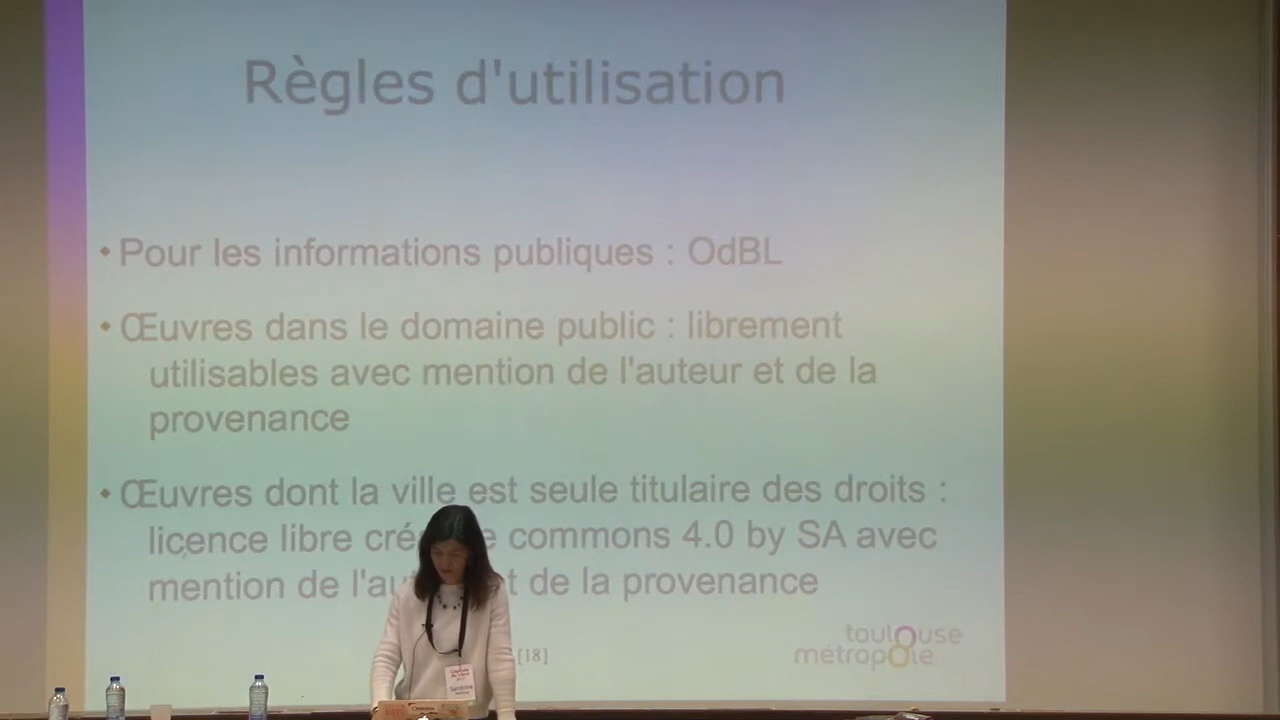 Règles d'utilisation
• Pour les informations publiques : OdBL
• Œuvres dans le domaine public : librement
utilisables avec mention de l'auteur et de la
provenance
• Œuvres dont la ville est seule titulaire des droits :
licence libre commons 4.0 by SA avec
mention de de la provenance
toulouse
métropole
[18]
Sandrine